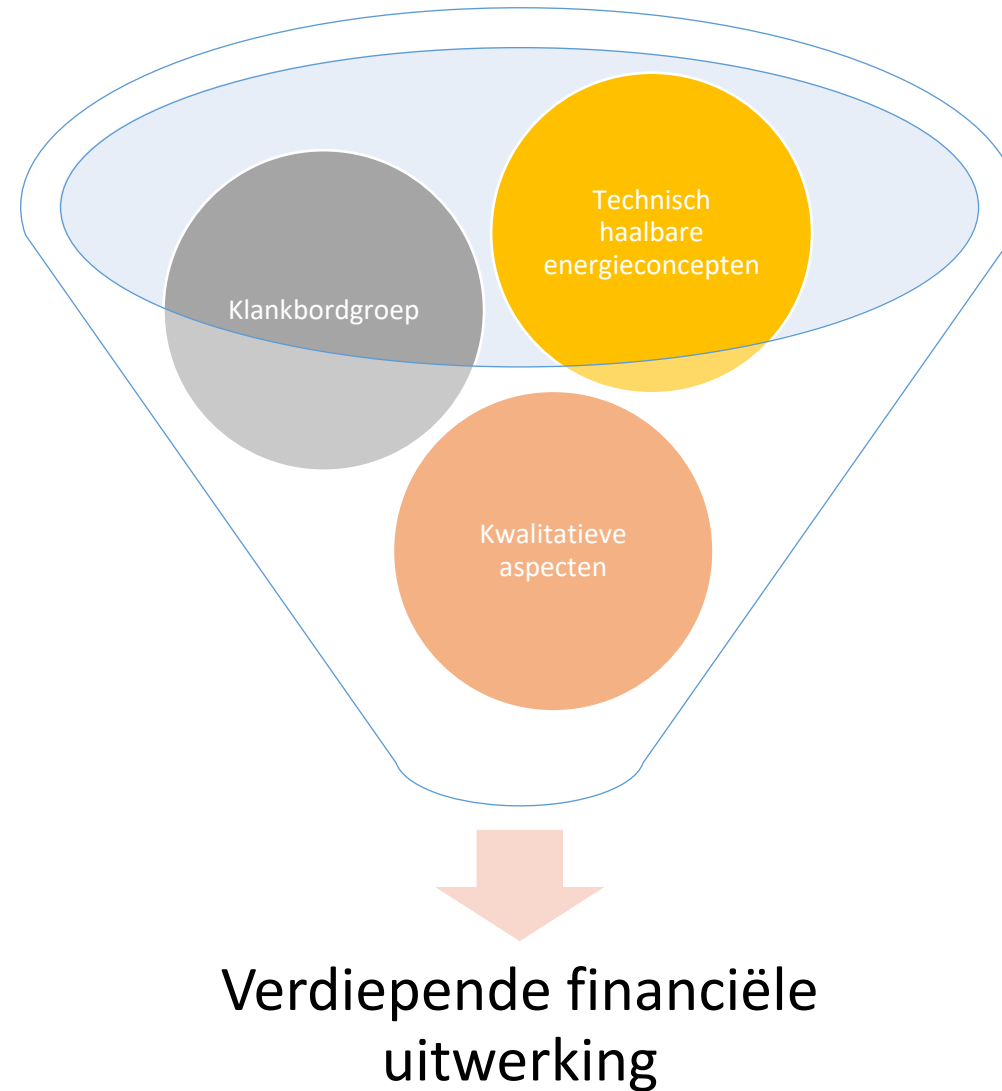 Technisch
haalbare
energieconcepten
Klankbordgroep
Kwalitatieve
aspecten
Verdiepende financiële
uitwerking